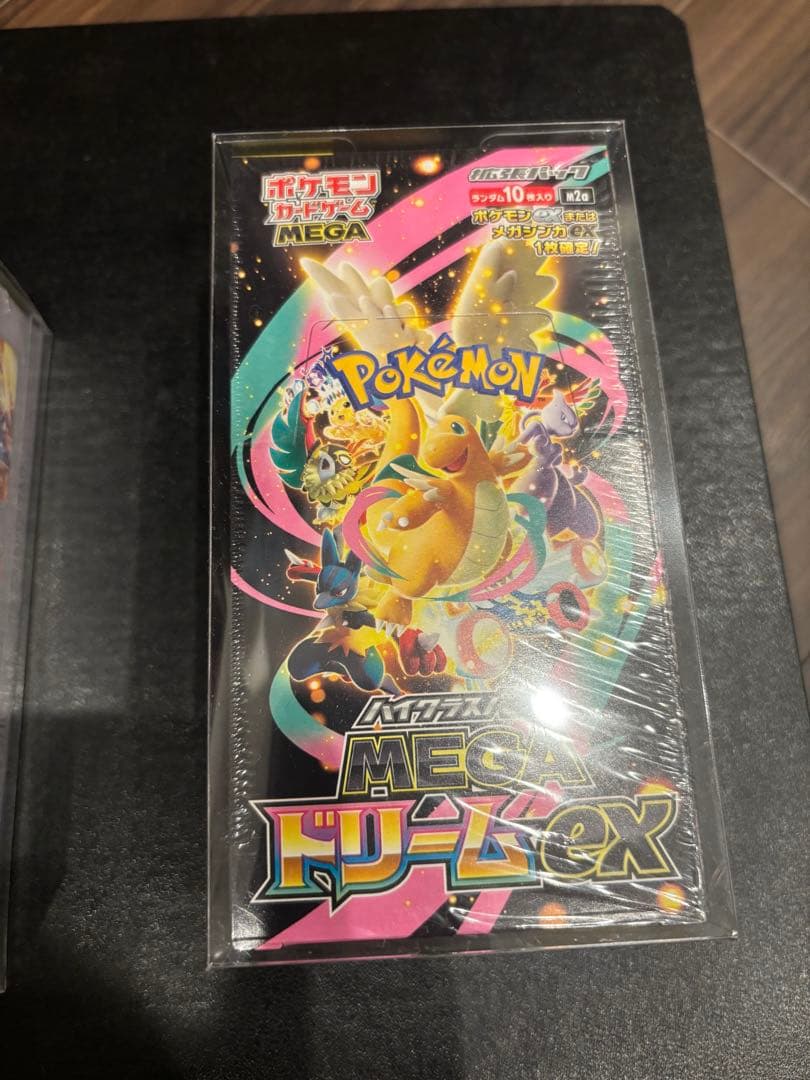 ポケモン
カードゲーム
MEGA
拡張パック
ランダム10枚入り
M2a
ポケモンexまたは
メガシンカex
1枚確定!
POKéMON
ハイクラスパ
MEGA
ドリームex